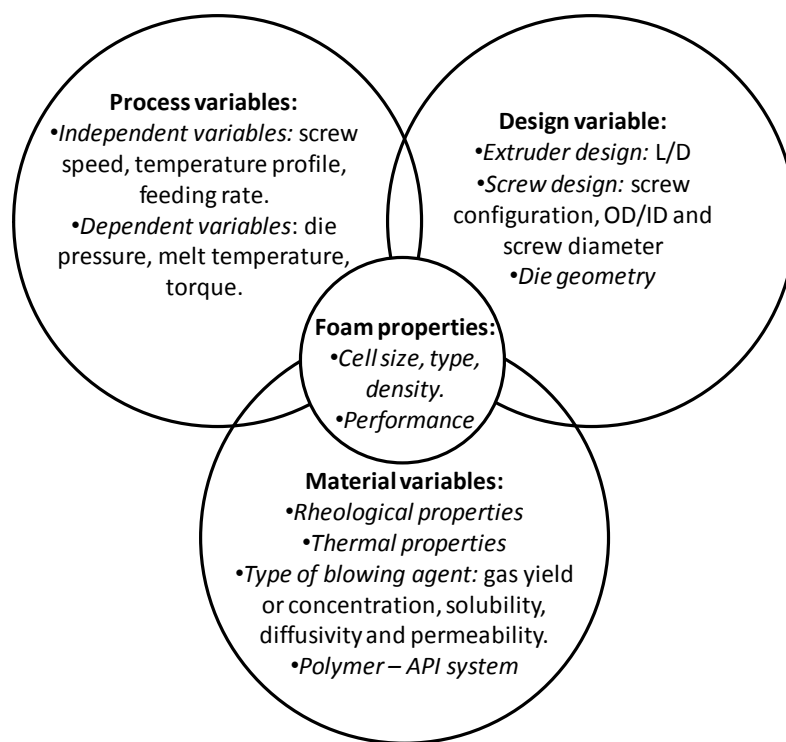 Process variables:
•Independent variables: screw
speed, temperature profile,
feeding rate.
•Dependent variables: die
pressure, melt temperature,
torque.
Design variable:
•Extruder design: L/D
•Screw design: screw
configuration, OD/ID and
screw diameter
•Die geometry
Foam properties:
•Cell size, type,
density.
•Performance
Material variables:
•Rheological properties
•Thermal properties
•Type of blowing agent: gas yield
or concentration, solubility,
diffusivity and permeability.
•Polymer – API system